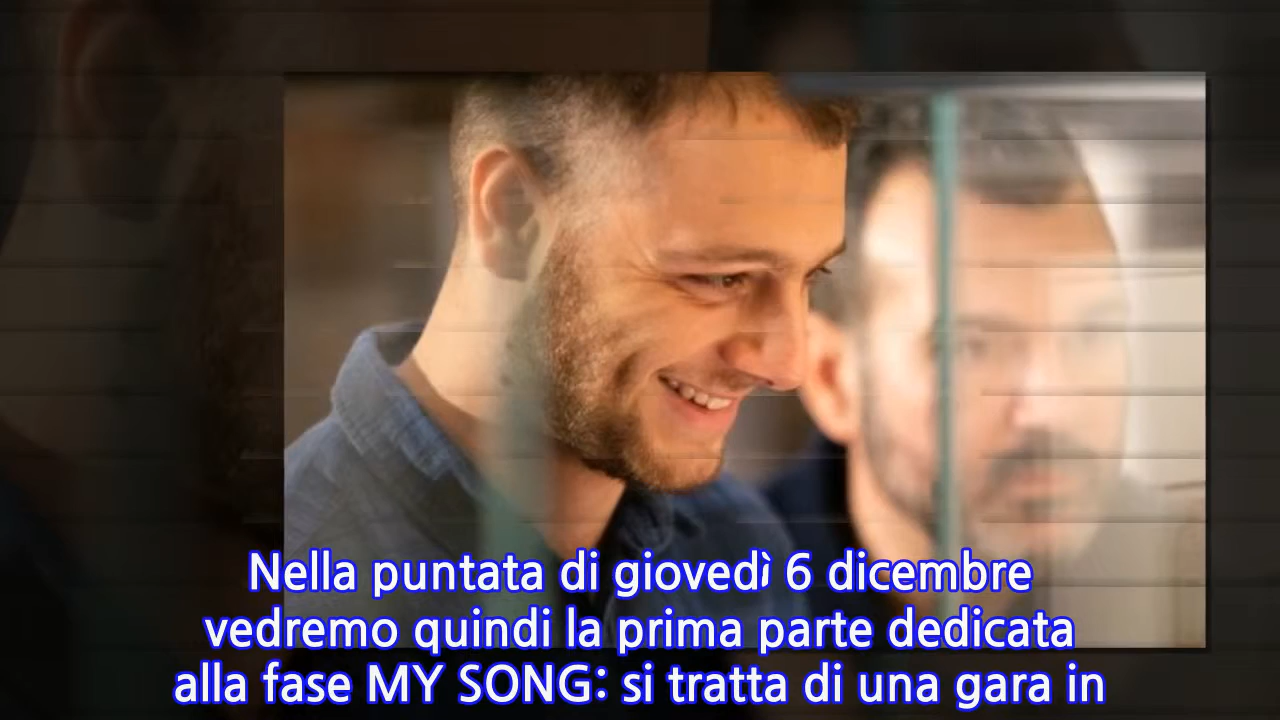 Nella puntata di giovedì 6 dicembre
vedremo quindi la prima parte dedicata
alla fase MY SONG: si tratta di una gara in